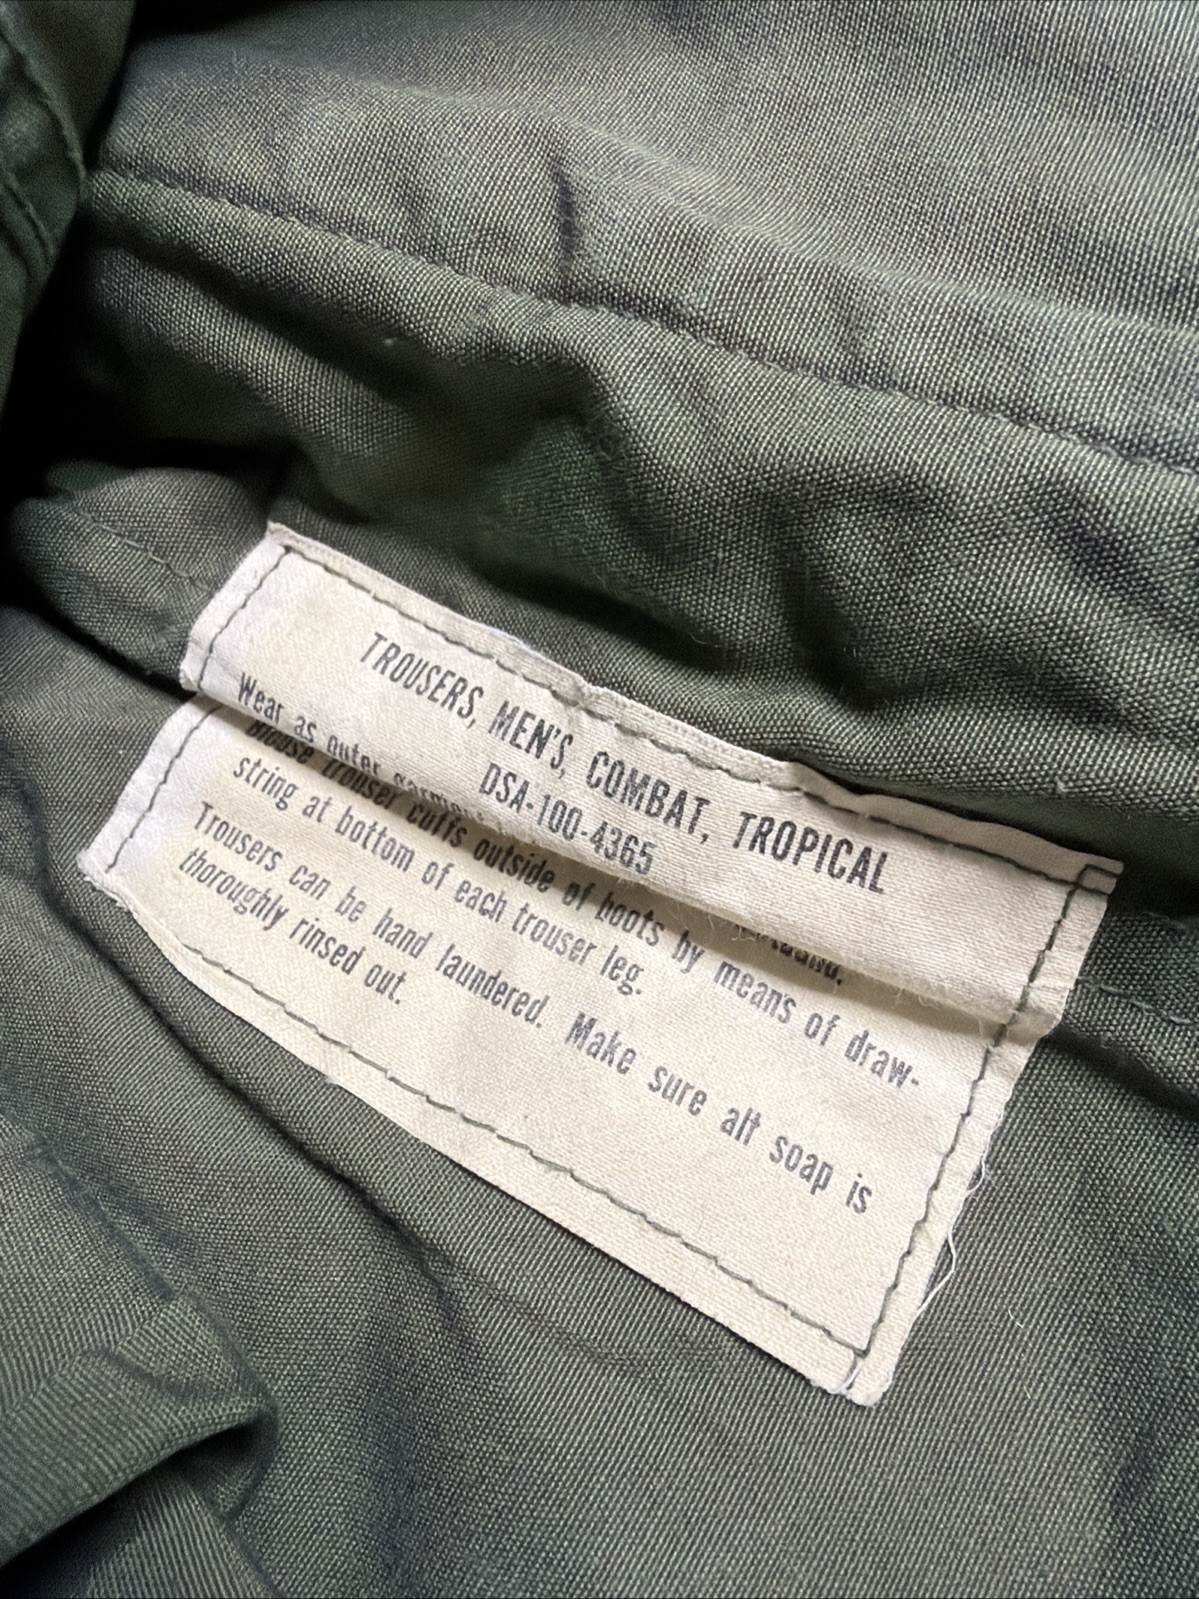 TROUSERS, MEN'S, COMBAT, TROPICAL
DSA-100-4365
Wear as outer
Blouse trouser cuffs outside of boots by means of draw-
string at bottom of each trouser leg.
Trousers can be hand laundered. Make sure all soap is
thoroughly rinsed out.